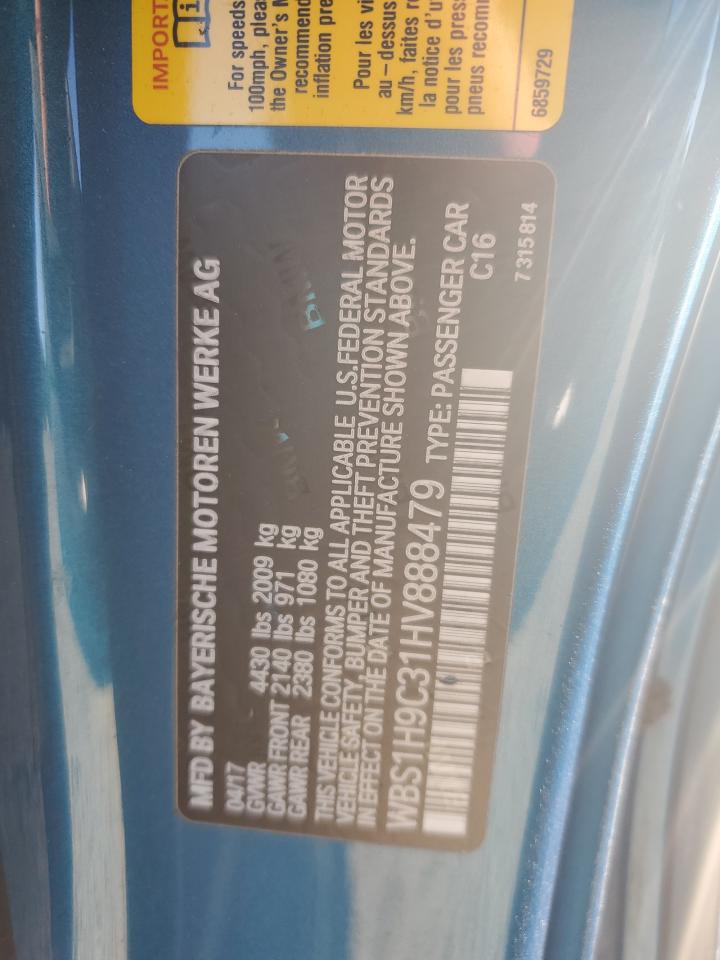 IMPORT
For speeds
100mph, plea
the Owner's M
recommend
inflation pre
Pour les vi
au-dessus
km/h, faites re
la notice d'u
pour les pres
pneus recom
6859729
MFD BY BAYERISCHE MOTOREN WERKE AG
04/17
GVWR 4430 lbs 2009 kg
GAWR FRONT 2140 lbs 971 kg
GAWR REAR 2380 lbs 1080 kg
THIS VEHICLE CONFORMS TO ALL APPLICABLE U.S.FEDERAL MOTOR
VEHICLE SAFETY, BUMPER AND THEFT PREVENTION STANDARDS
IN EFFECT ON THE DATE OF MANUFACTURE SHOWN ABOVE.
WBS1H9C31HV888479 TYPE: PASSENGER CAR
C16
7 315 814